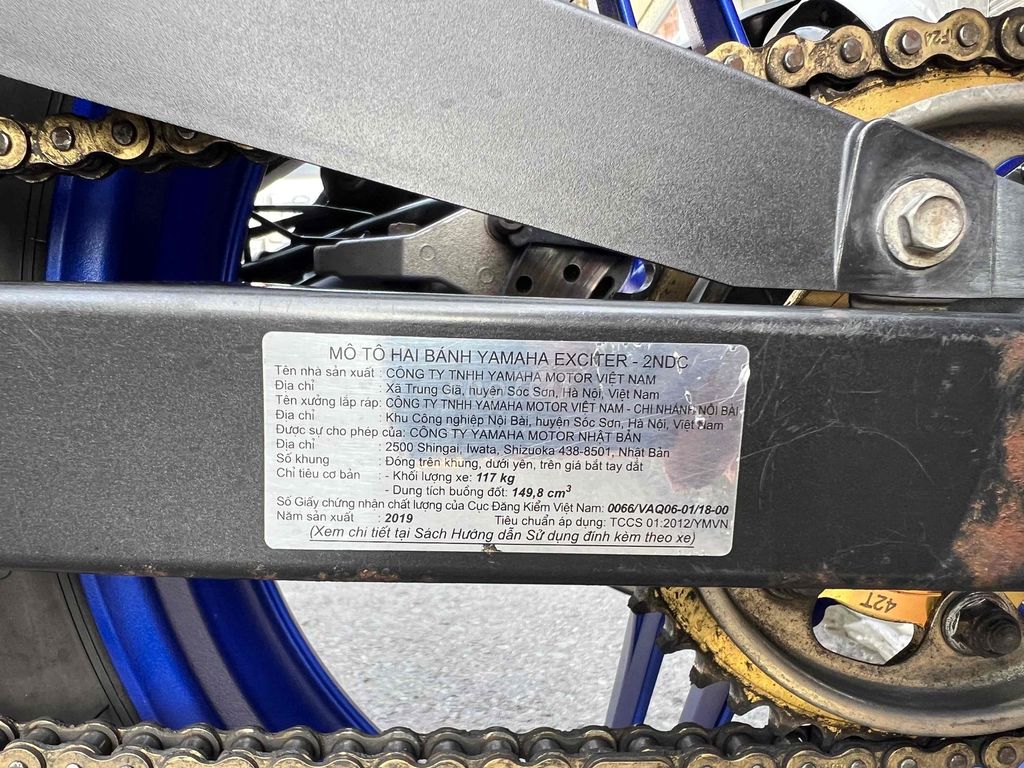 F24
MÔ TÔ HAI BÁNH YAMAHA EXCITER - 2NDC
Tên nhà sản xuất : CÔNG TY TNHH YAMAHA MOTOR VIỆT NAM
Địa chỉ : Xã Trung Giã, huyện Sóc Sơn, Hà Nội, Việt Nam
Tên xưởng lắp ráp: CÔNG TY TNHH YAMAHA MOTOR VIỆT NAM - CHI NHÁNH NỘI BÀI
Địa chỉ : Khu Công nghiệp Nội Bài, huyện Sóc Sơn, Hà Nội, Việt Nam
Được sự cho phép của: CÔNG TY YAMAHA MOTOR NHẬT BẢN
Địa chỉ : 2500 Shingai, Iwata, Shizuoka 438-8501, Nhật Bản
Số khung : Đóng trên khung, dưới yên, trên giá bắt tay dắt
Chỉ tiêu cơ bản : - Khối lượng xe: 117 kg
- Dung tích buồng đốt: 149,8 cm³
Số Giấy chứng nhận chất lượng của Cục Đăng Kiểm Việt Nam: 0066/VAQ06-01/18-00
Năm sản xuất : 2019 Tiêu chuẩn áp dụng: TCCS 01:2012/YMVN
(Xem chi tiết tại Sách Hướng dẫn Sử dụng đính kèm theo xe)
42T